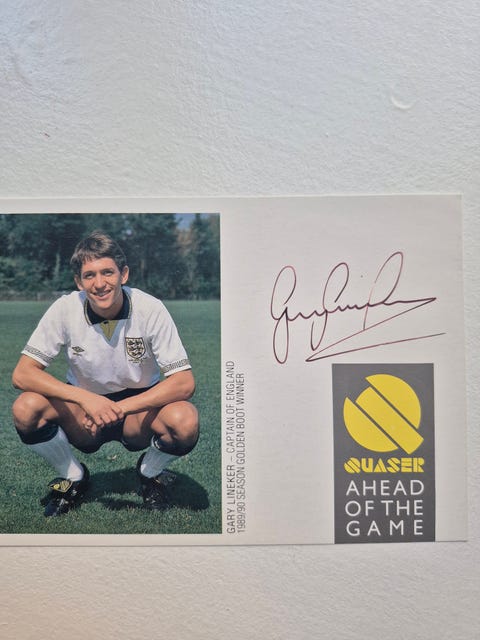 GARY LINEKER – CAPTAIN OF ENGLAND
1989/90 SEASON GOLDEN BOOT WINNER
QUASER
AHEAD
OF THE
GAME